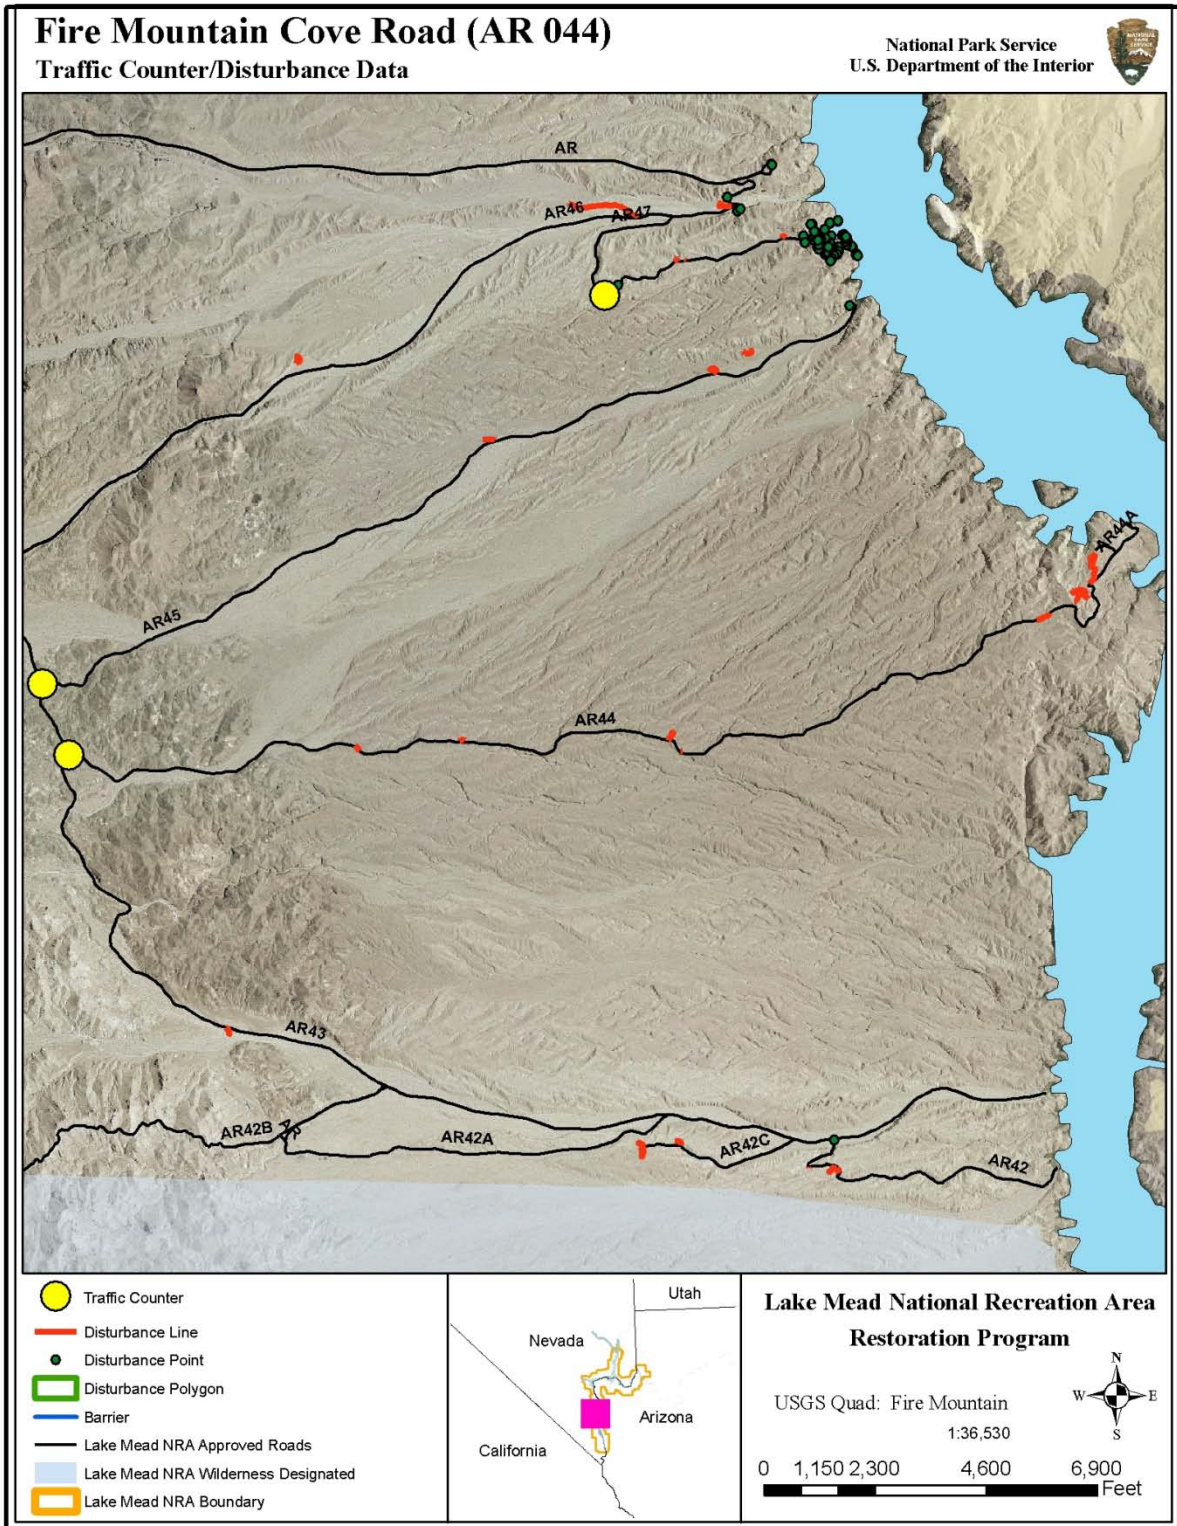 Fire Mountain Cove Road (AR 044)
Traffic Counter/Disturbance Data
National Park Service
U.S. Department of the Interior
NATIONAL
PARK
SERVICE
AR
AR46
AR47
AR44A
AR45
AR44
AR43
AR42B
AR
AR42A
AR42C
AR42
Traffic Counter
Disturbance Line
Disturbance Point
Disturbance Polygon
Barrier
Lake Mead NRA Approved Roads
Lake Mead NRA Wilderness Designated
Lake Mead NRA Boundary
Utah
Nevada
Arizona
California
Lake Mead National Recreation Area
Restoration Program
N
W E
S
USGS Quad: Fire Mountain
1:36,530
0 1,150 2,300 4,600 6,900
Feet